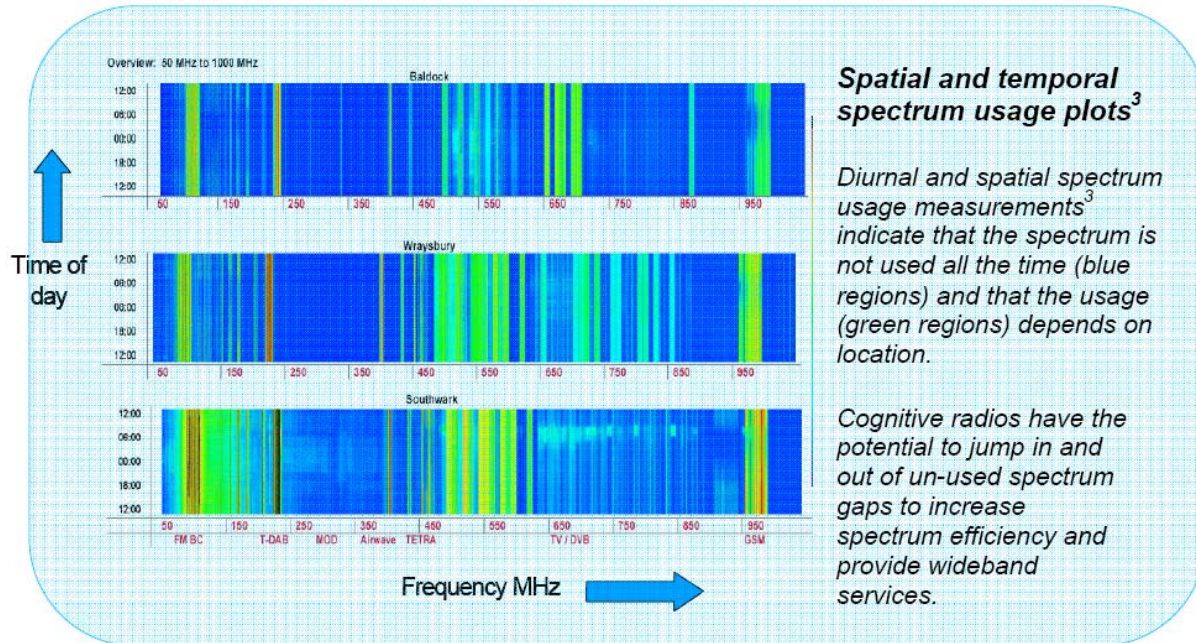 Overview: 50 MHz to 1000 MHz
Baldock
12:00
06:00
00:00
18:00
12:00
50 150 250 350 450 550 650 750 850 950
Wraysbury
12:00
08:00
00:00
18:00
12:00
50 150 250 350 450 550 650 750 850 950
Southwark
12:00
06:00
00:00
18:00
12:00
50 150 250 350 450 550 650 750 850 950
FM BC T-DAB MOD Airwave TETRA TV / DVB GSM
Time of
day
Frequency MHz
Spatial and temporal
spectrum usage plots3
Diurnal and spatial spectrum
usage measurements3
indicate that the spectrum is
not used all the time (blue
regions) and that the usage
(green regions) depends on
location.
Cognitive radios have the
potential to jump in and
out of un-used spectrum
gaps to increase
spectrum efficiency and
provide wideband
services.